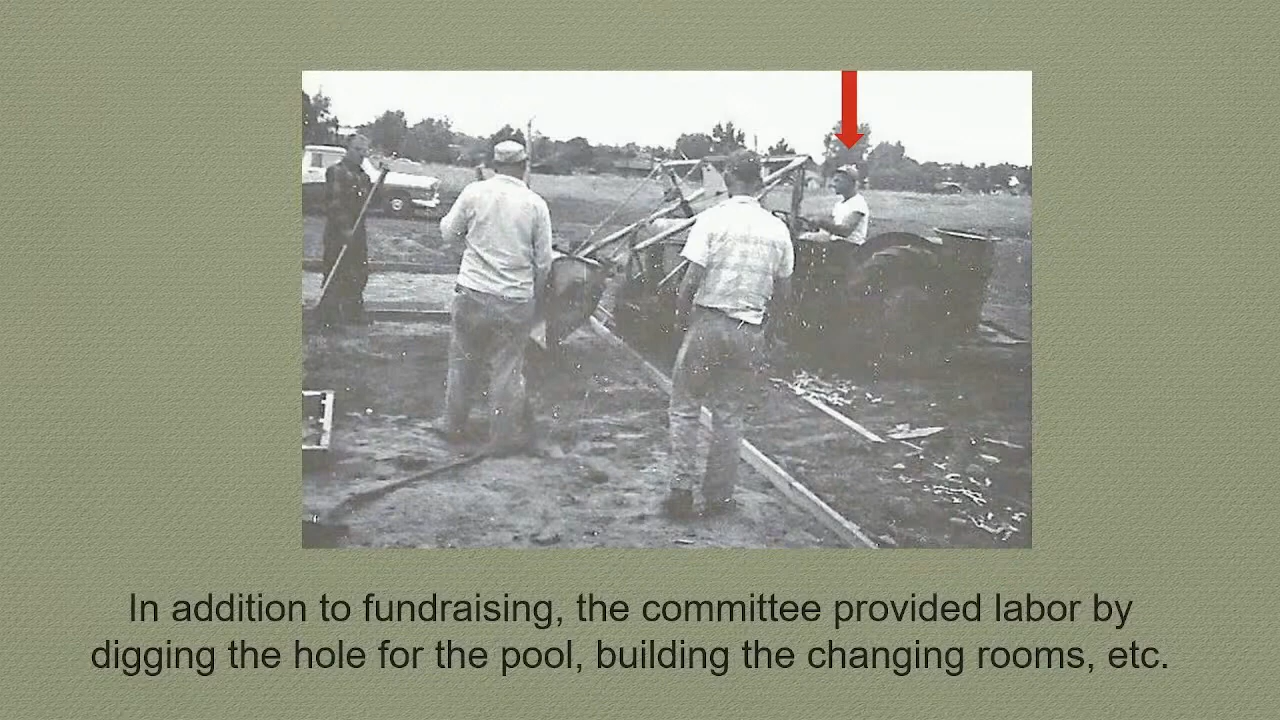 In addition to fundraising, the committee provided labor by
digging the hole for the pool, building the changing rooms, etc.